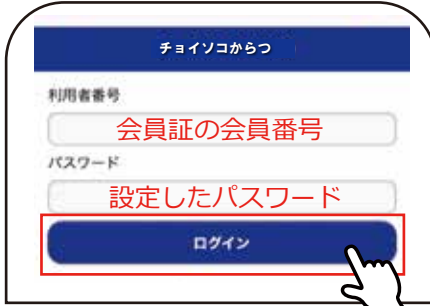 チョイソコからつ
利用者番号
会員証の会員番号
パスワード
設定したパスワード
ログイン